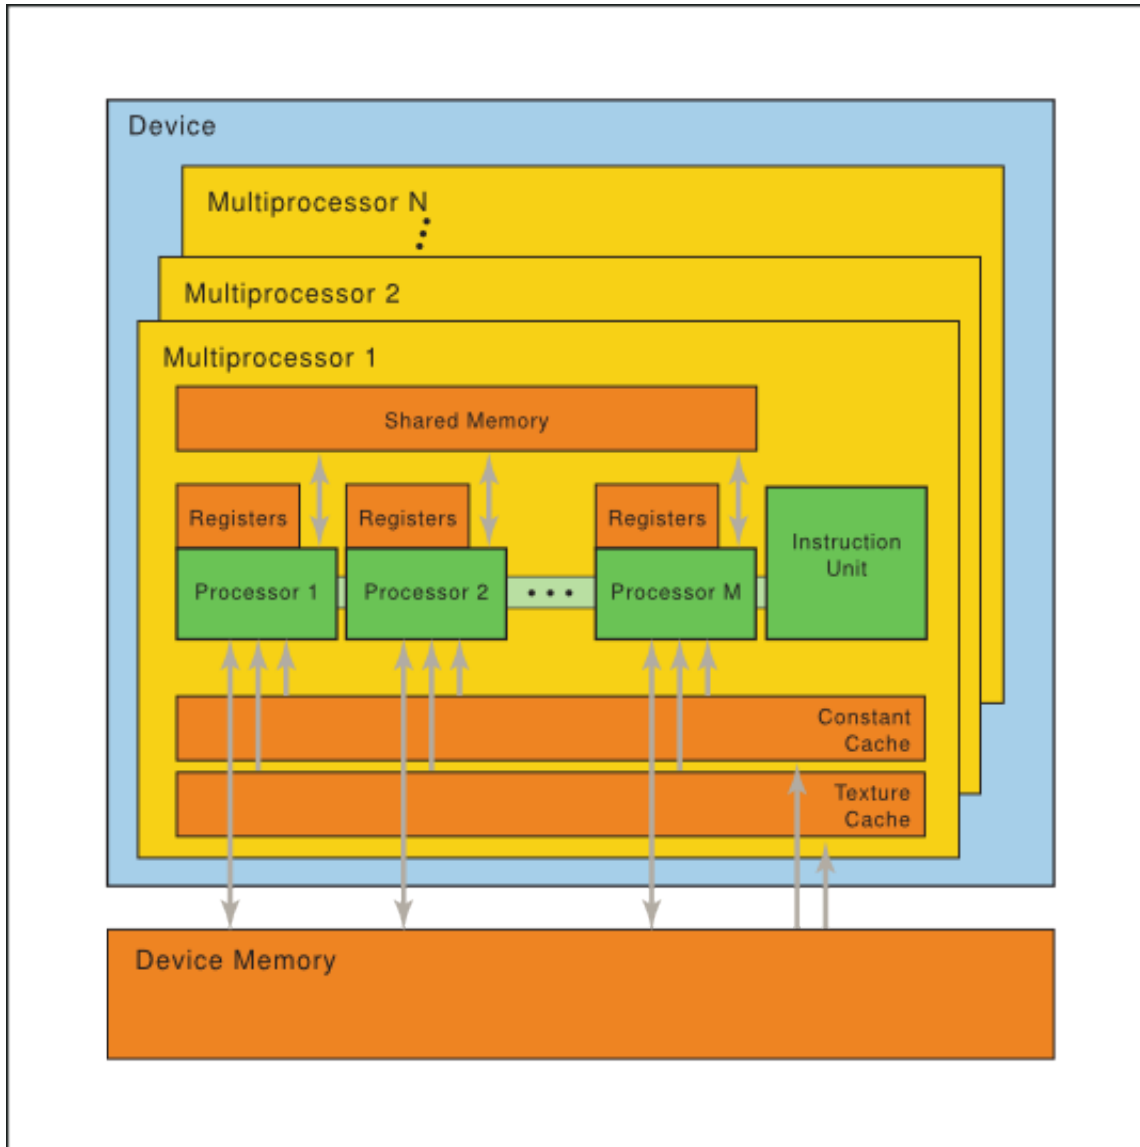 Device
Multiprocessor N
Multiprocessor 2
Multiprocessor 1
Shared Memory
Registers
Registers
Registers
Instruction
Unit
Processor 1
Processor 2
Processor M
Constant
Cache
Texture
Cache
Device Memory